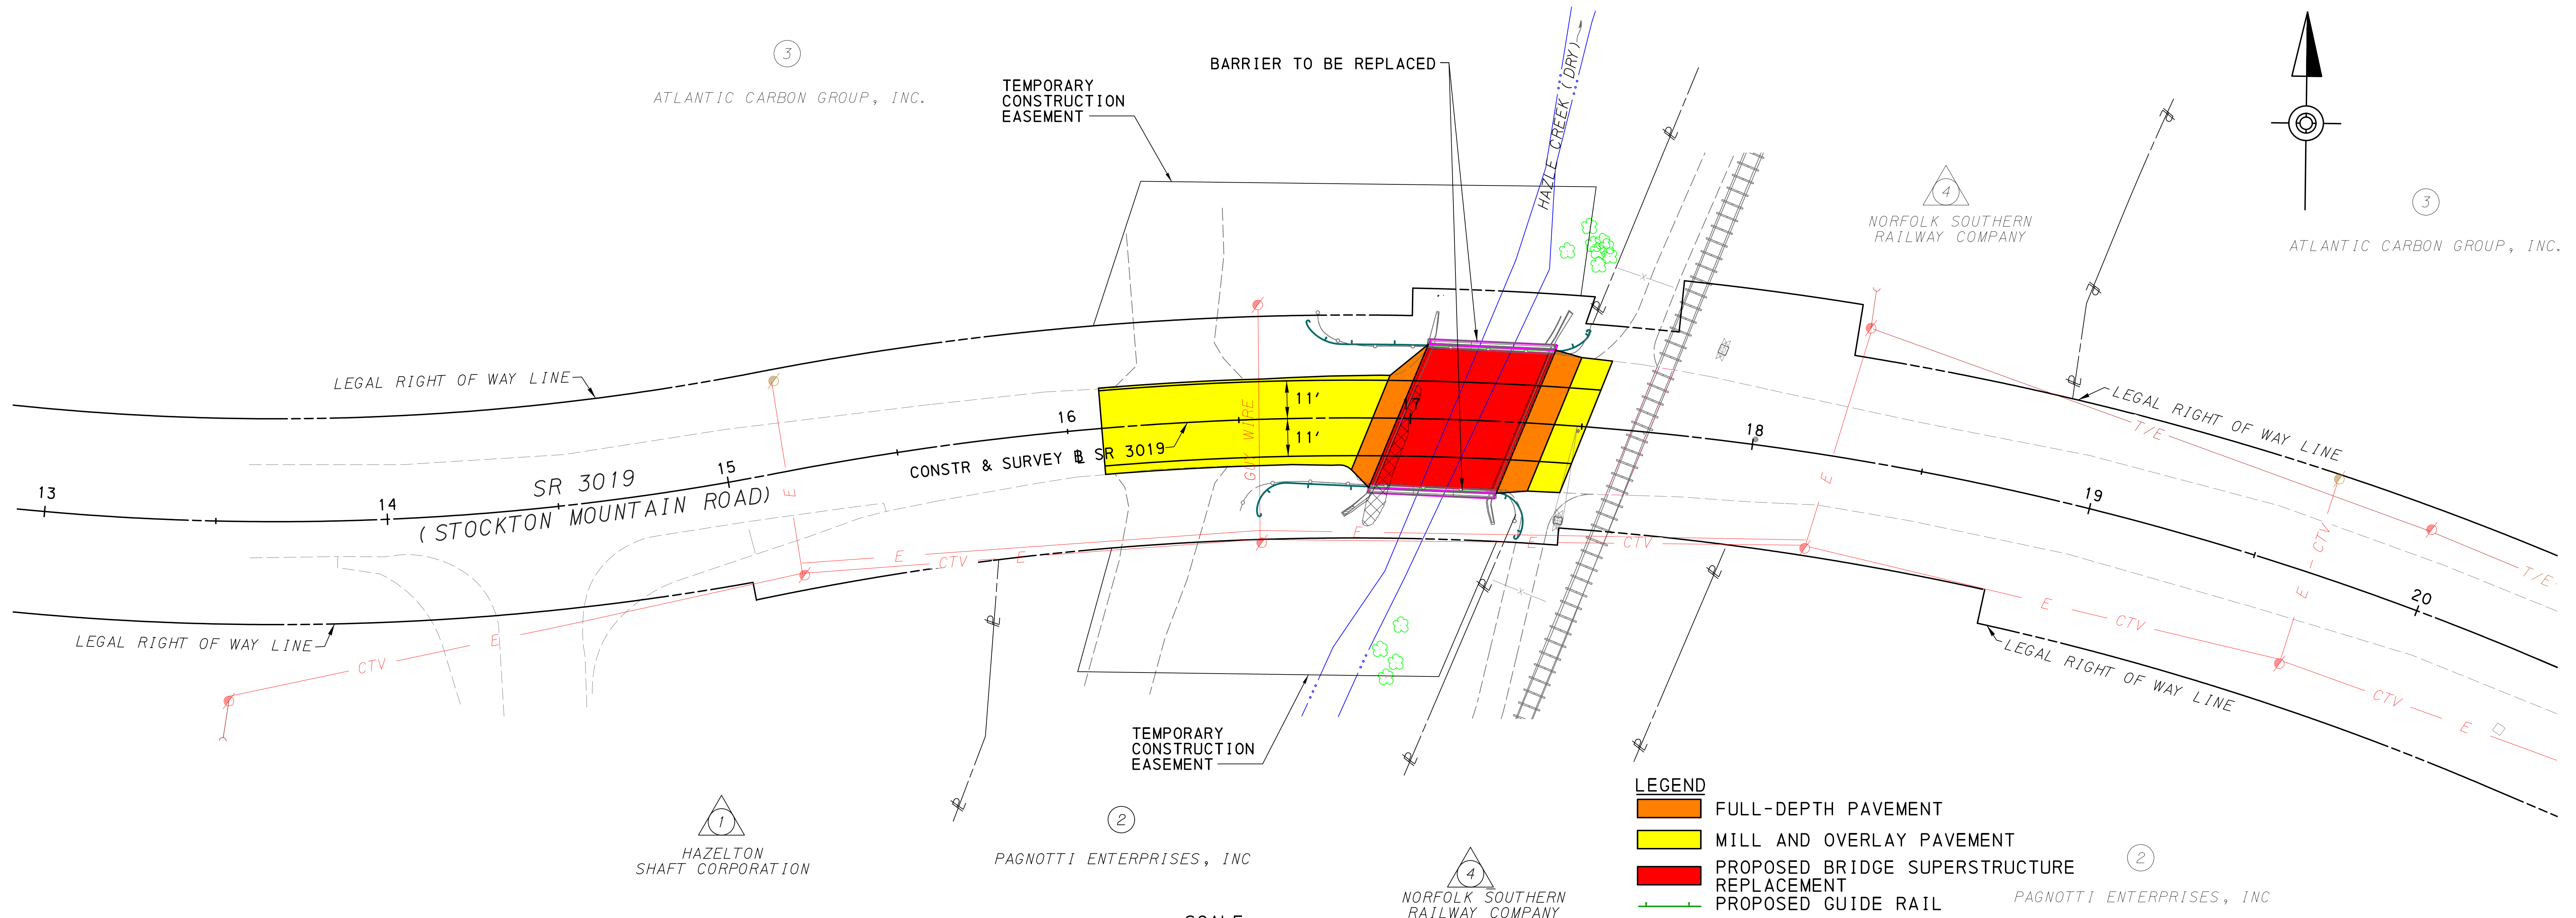 3
ATLANTIC CARBON GROUP, INC.
TEMPORARY
CONSTRUCTION
EASEMENT
BARRIER TO BE REPLACED
HAZLE CREEK (DRY)
4
NORFOLK SOUTHERN
RAILWAY COMPANY
3
ATLANTIC CARBON GROUP, INC.
LEGAL RIGHT OF WAY LINE
LEGAL RIGHT OF WAY LINE
T/E
T/E
13
14
15
16
17
18
19
20
SR 3019
(STOCKTON MOUNTAIN ROAD)
CONSTR & SURVEY BL SR 3019
11'
11'
GUY WIRE
E
E
CTV
E
E
E
CTV
E
E - CTV
E
CTV
CTV
E
CTV
E
LEGAL RIGHT OF WAY LINE
LEGAL RIGHT OF WAY LINE
TEMPORARY
CONSTRUCTION
EASEMENT
1
HAZELTON
SHAFT CORPORATION
2
PAGNOTTI ENTERPRISES, INC
4
NORFOLK SOUTHERN
RAILWAY COMPANY
LEGEND
FULL-DEPTH PAVEMENT
MILL AND OVERLAY PAVEMENT
PROPOSED BRIDGE SUPERSTRUCTURE
REPLACEMENT
PROPOSED GUIDE RAIL
2
PAGNOTTI ENTERPRISES, INC